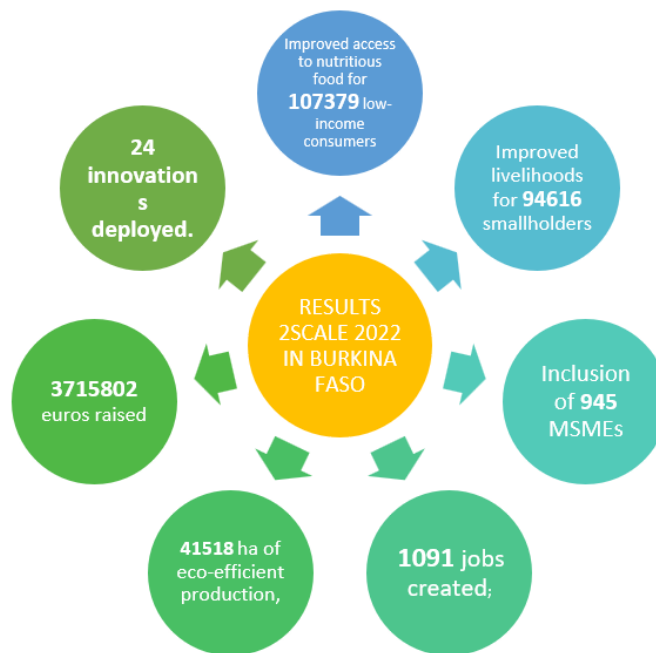 Improved access
to nutritious
food for
107379 low-
income
consumers
Improved
livelihoods
for 94616
smallholders
Inclusion
of 945
MSMEs
1091 jobs
created;
41518 ha of
eco-efficient
production,
3715802
euros raised
24
innovation
s
deployed.
RESULTS
2SCALE 2022
IN BURKINA
FASO